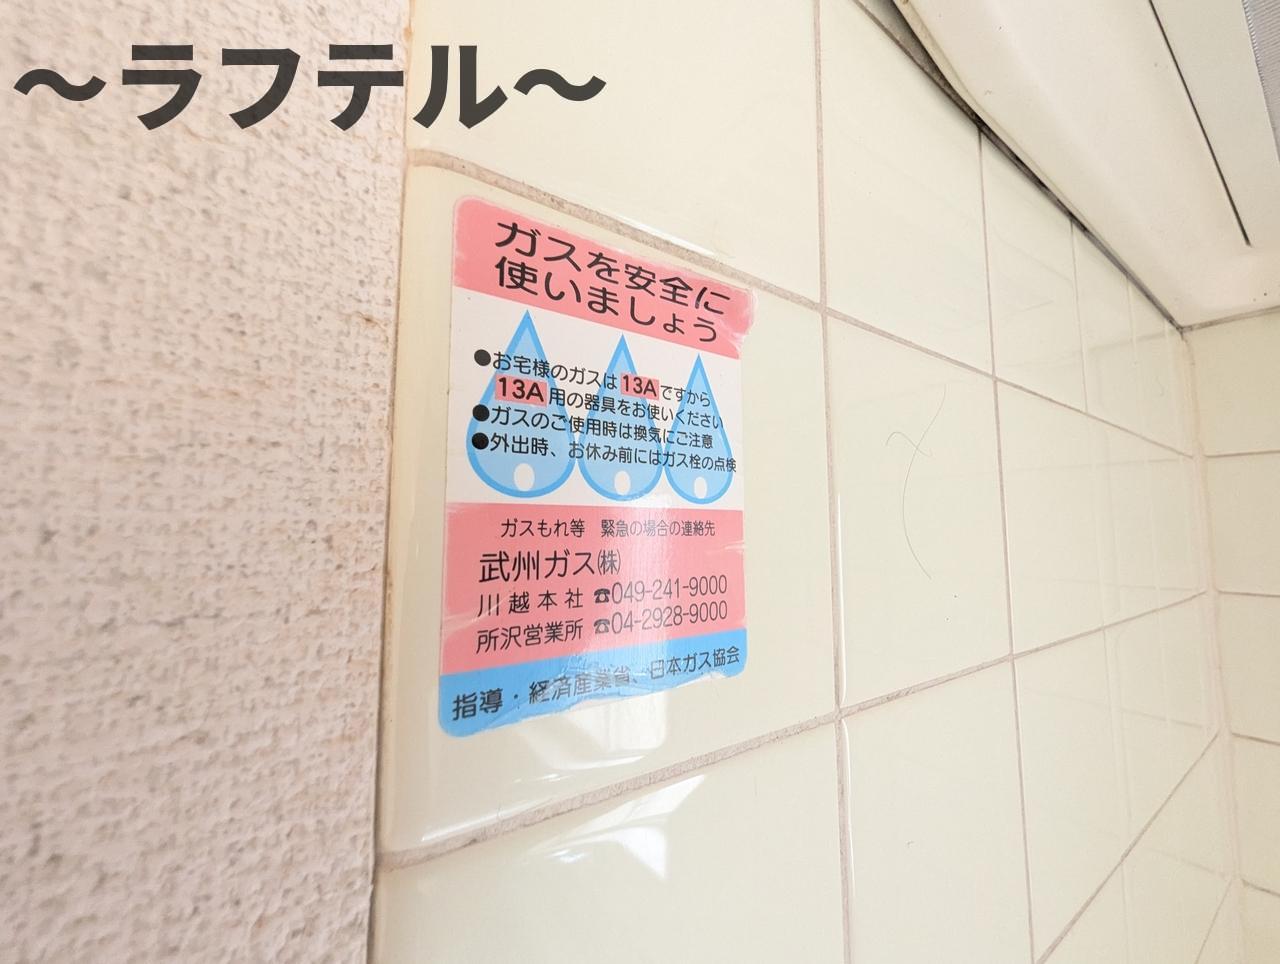 ～ラフテル～
ガスを安全に
使いましょう
●お宅様のガスは13Aですから
13A用の器具をお使いください
●ガスのご使用時は換気にご注意
●外出時、お休み前にはガス栓の点検
ガスもれ等 緊急の場合の連絡先
武州ガス㈱
川越本社 ☎049-241-9000
所沢営業所 ☎04-2928-9000
指導・経済産業省、日本ガス協会